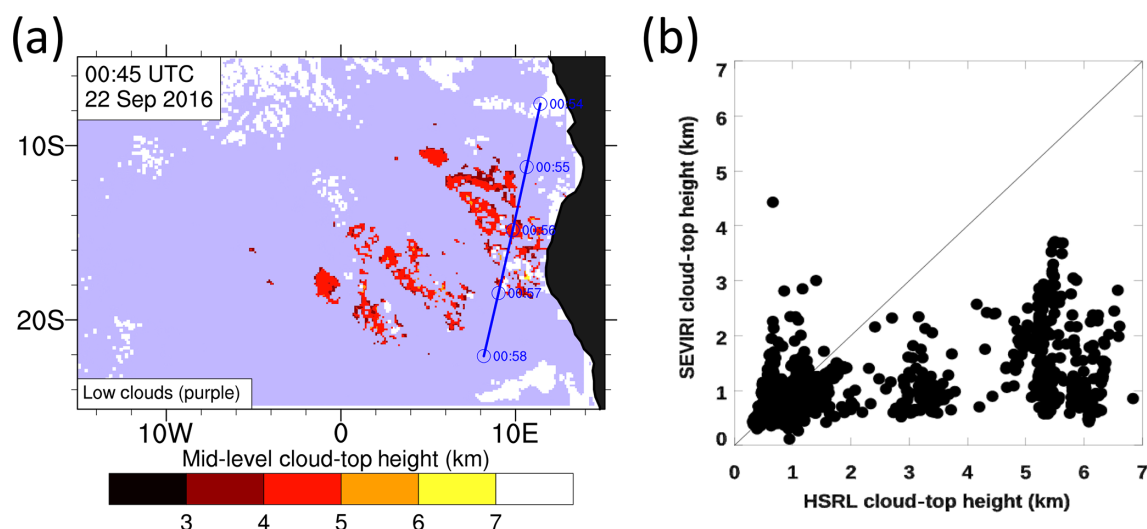 (a)
00:45 UTC
22 Sep 2016
10S
20S
00:54
00:55
00:56
00:57
00:58
Low clouds (purple)
10W 0 10E
Mid-level cloud-top height (km)
3 4 5 6 7
(b)
SEVIRI cloud-top height (km)
7
6
5
4
3
2
1
0
0 1 2 3 4 5 6 7
HSRL cloud-top height (km)